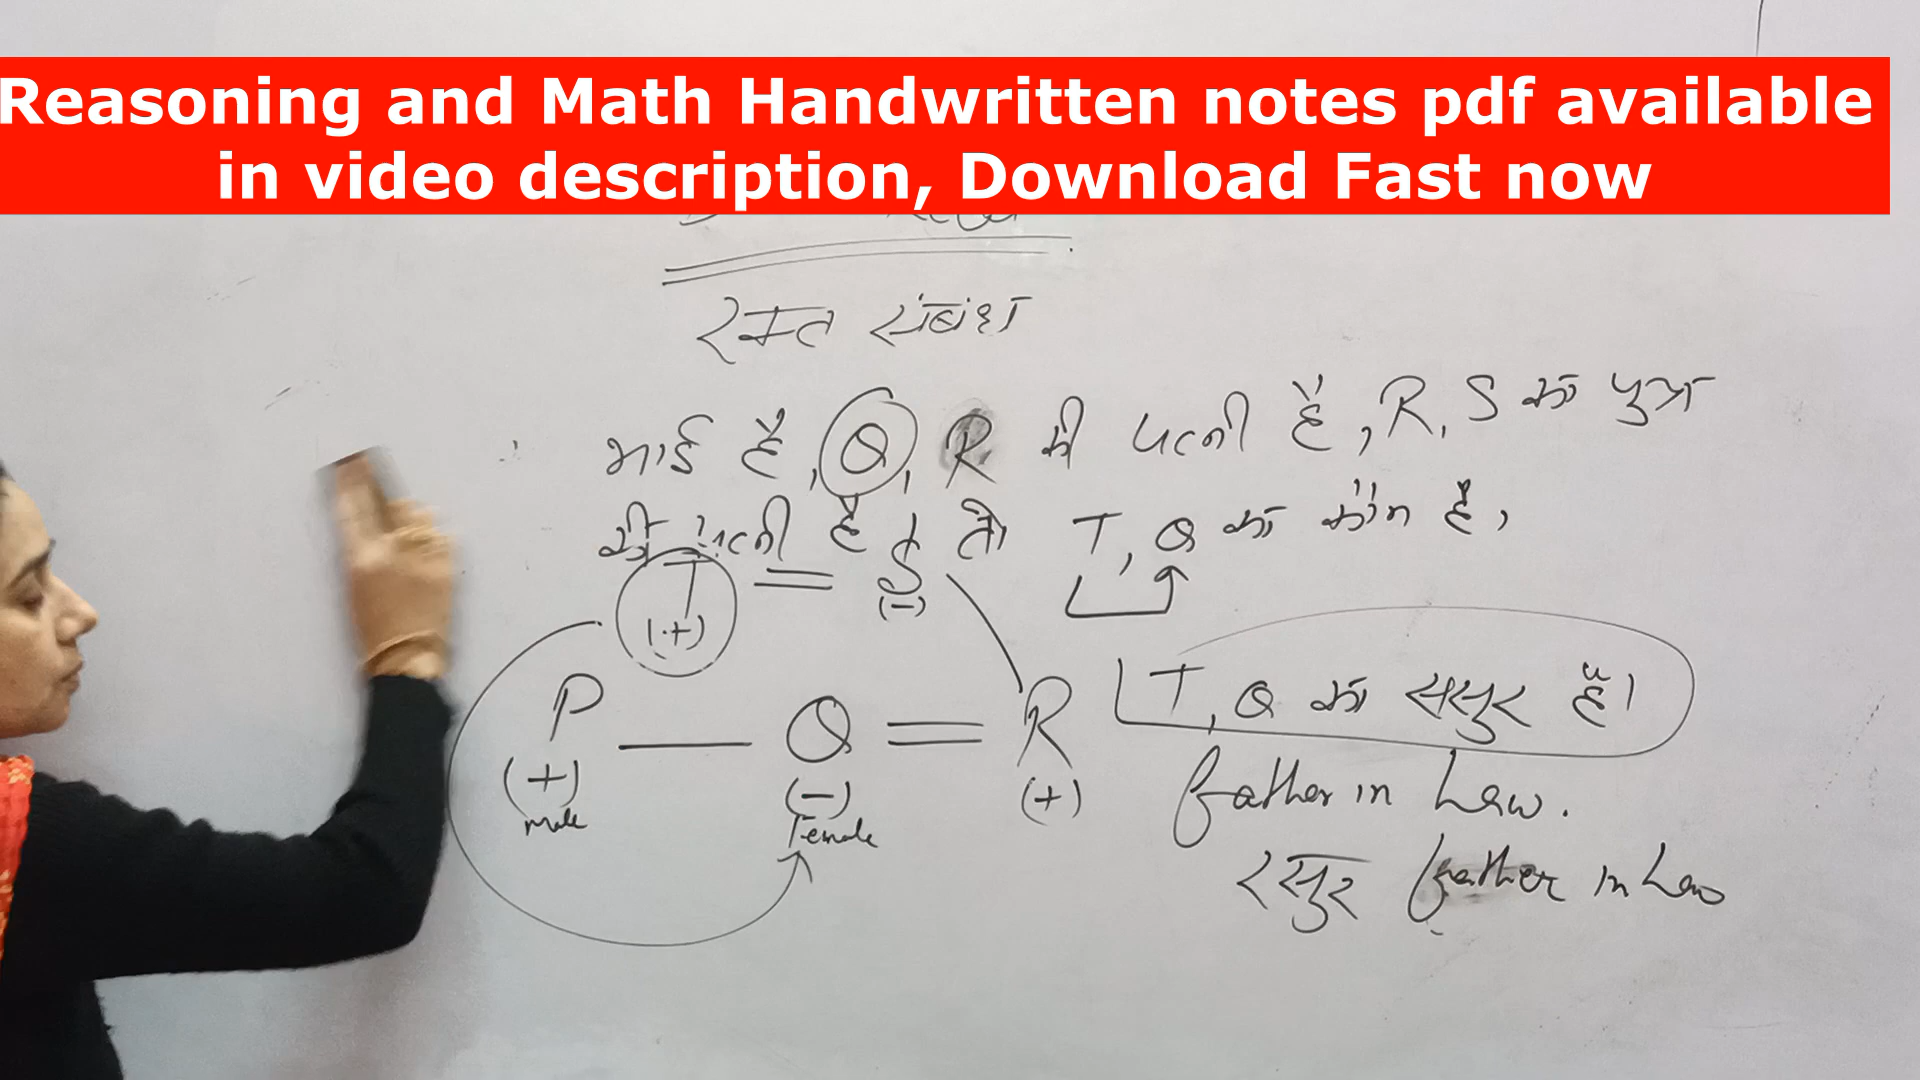 Reasoning and Math Handwritten notes pdf available
in video description, Download Fast now
रक्त संबंध
भाई है, Q, R की पत्नी है, R, S का पुत्र
की पत्नी है तो T, Q का कौन है,
T = S
(+) (-)
P — Q = R
(+) (-) (+)
male Female
T, Q का ससुर है।
father in Law.
ससुर father in Law